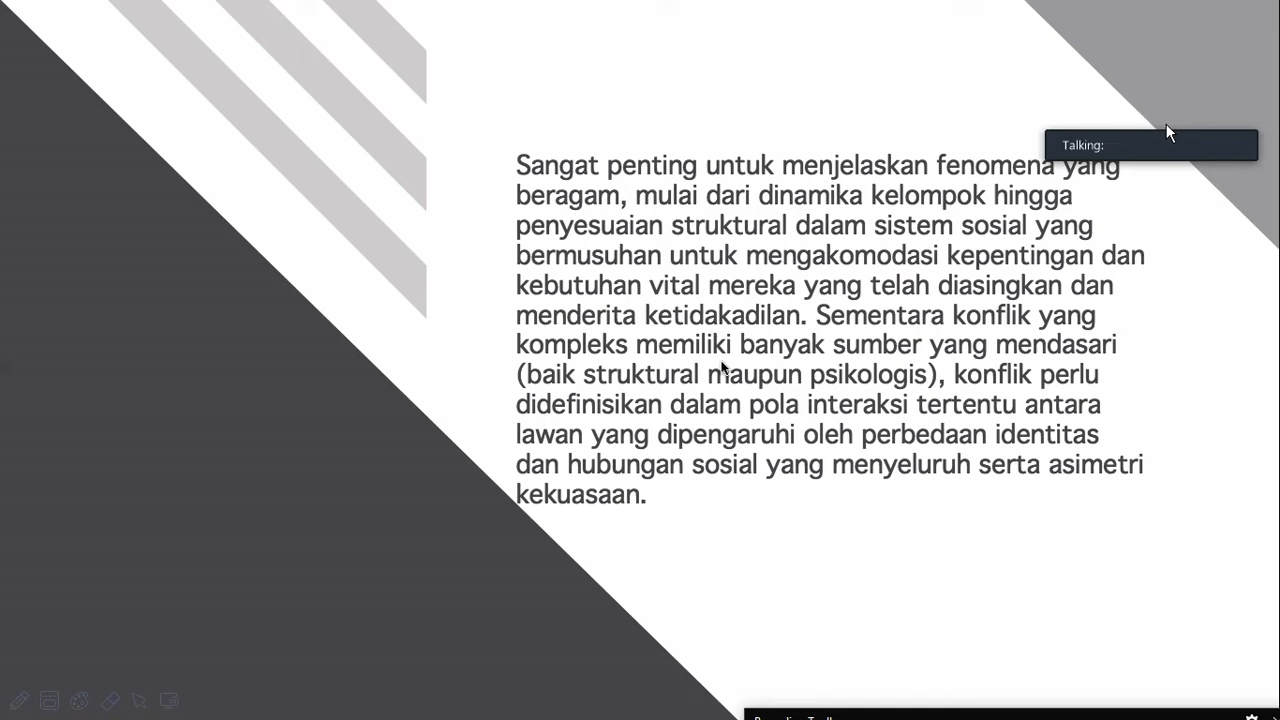 Talking:
Sangat penting untuk menjelaskan fenomena yang
beragam, mulai dari dinamika kelompok hingga
penyesuaian struktural dalam sistem sosial yang
bermusuhan untuk mengakomodasi kepentingan dan
kebutuhan vital mereka yang telah diasingkan dan
menderita ketidakadilan. Sementara konflik yang
kompleks memiliki banyak sumber yang mendasari
(baik struktural maupun psikologis), konflik perlu
didefinisikan dalam pola interaksi tertentu antara
lawan yang dipengaruhi oleh perbedaan identitas
dan hubungan sosial yang menyeluruh serta asimetri
kekuasaan.